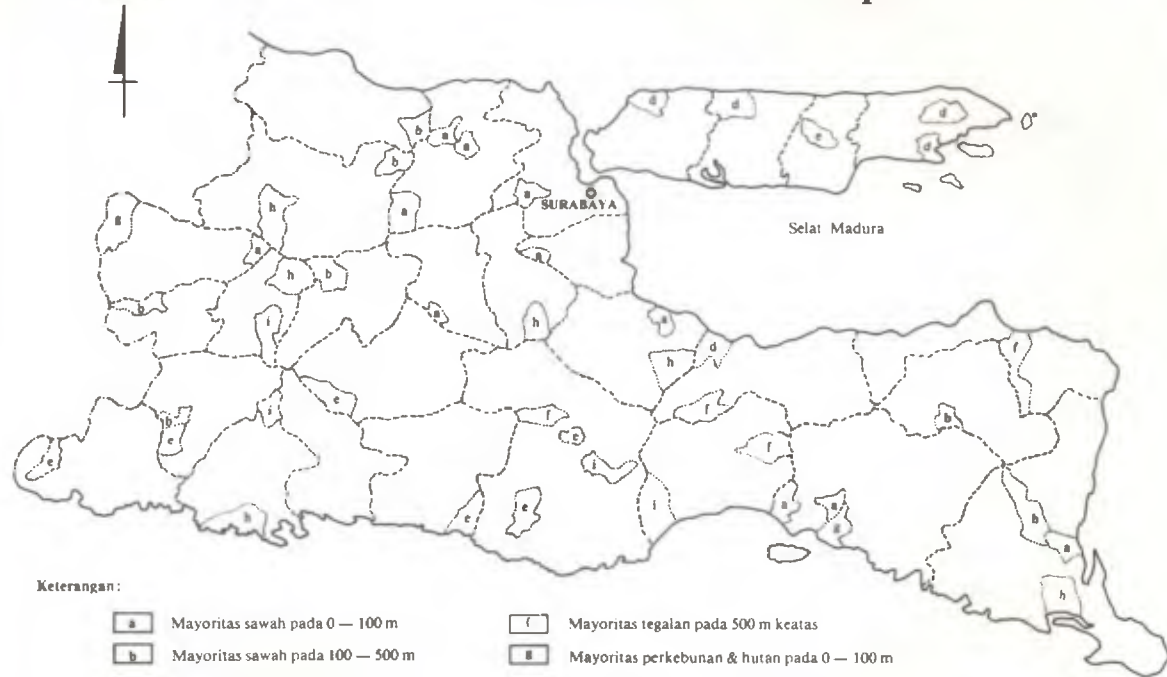 d
d
d
b
a
a
e
d
b
a
SURABAYA
g
h
a
Selat Madura
a
a
h
b
b
i
a
h
a
h
d
f
e
i
f
f
b
b
e
e
f
e
e
i
h
e
e
i
a
a
g
h
a
h
Keterangan :
a Mayoritas sawah pada 0 — 100 m
b Mayoritas sawah pada 100 — 500 m
f Mayoritas tegalan pada 500 m keatas
g Mayoritas perkebunan & hutan pada 0 — 100 m